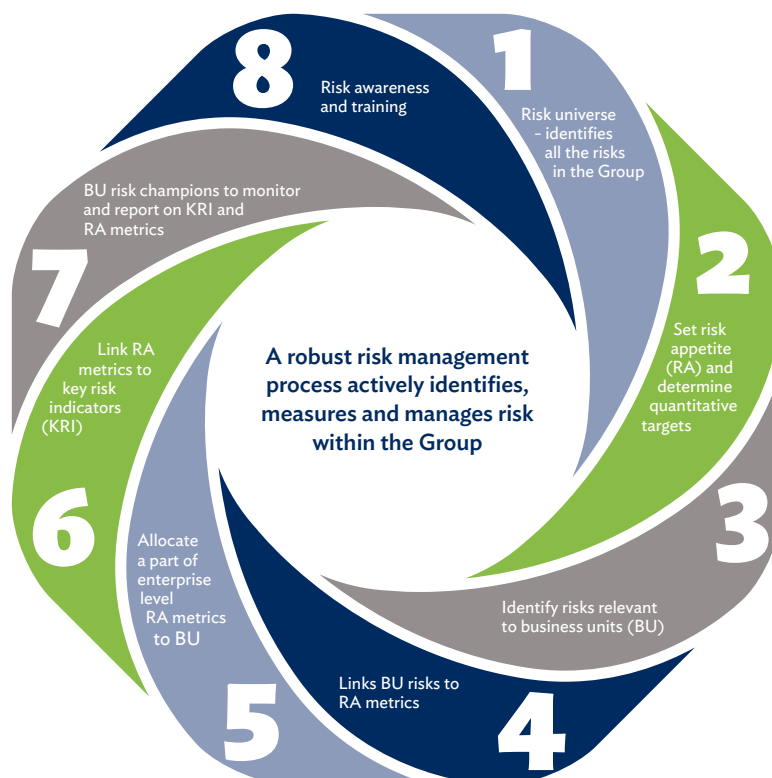 A robust risk management
process actively identifies,
measures and manages risk
within the Group
1
Risk universe
– identifies
all the risks
in the Group
2
Set risk
appetite
(RA) and
determine
quantitative
targets
3
Identify risks relevant
to business units (BU)
4
Links BU risks to
RA metrics
5
Allocate
a part of
enterprise
level
RA metrics
to BU
6
Link RA
metrics to
key risk
indicators
(KRI)
7
BU risk champions to monitor
and report on KRI and
RA metrics
8
Risk awareness
and training